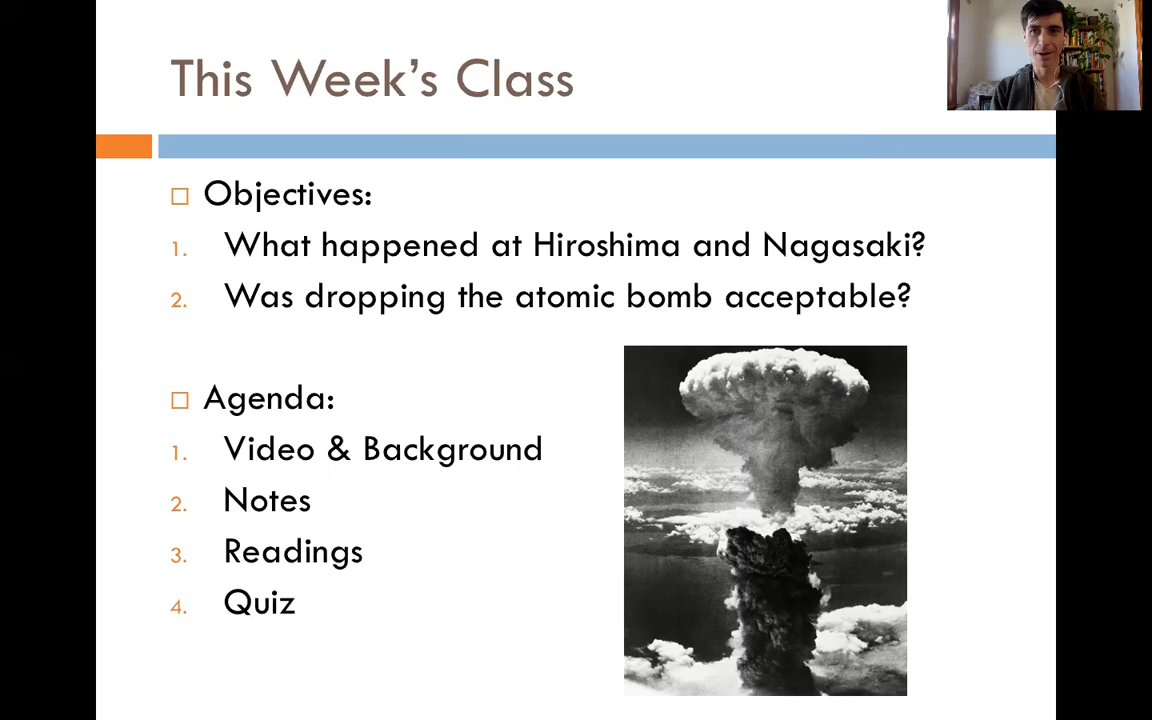 This Week’s Class
Objectives:
1. What happened at Hiroshima and Nagasaki?
2. Was dropping the atomic bomb acceptable?
Agenda:
1. Video & Background
2. Notes
3. Readings
4. Quiz